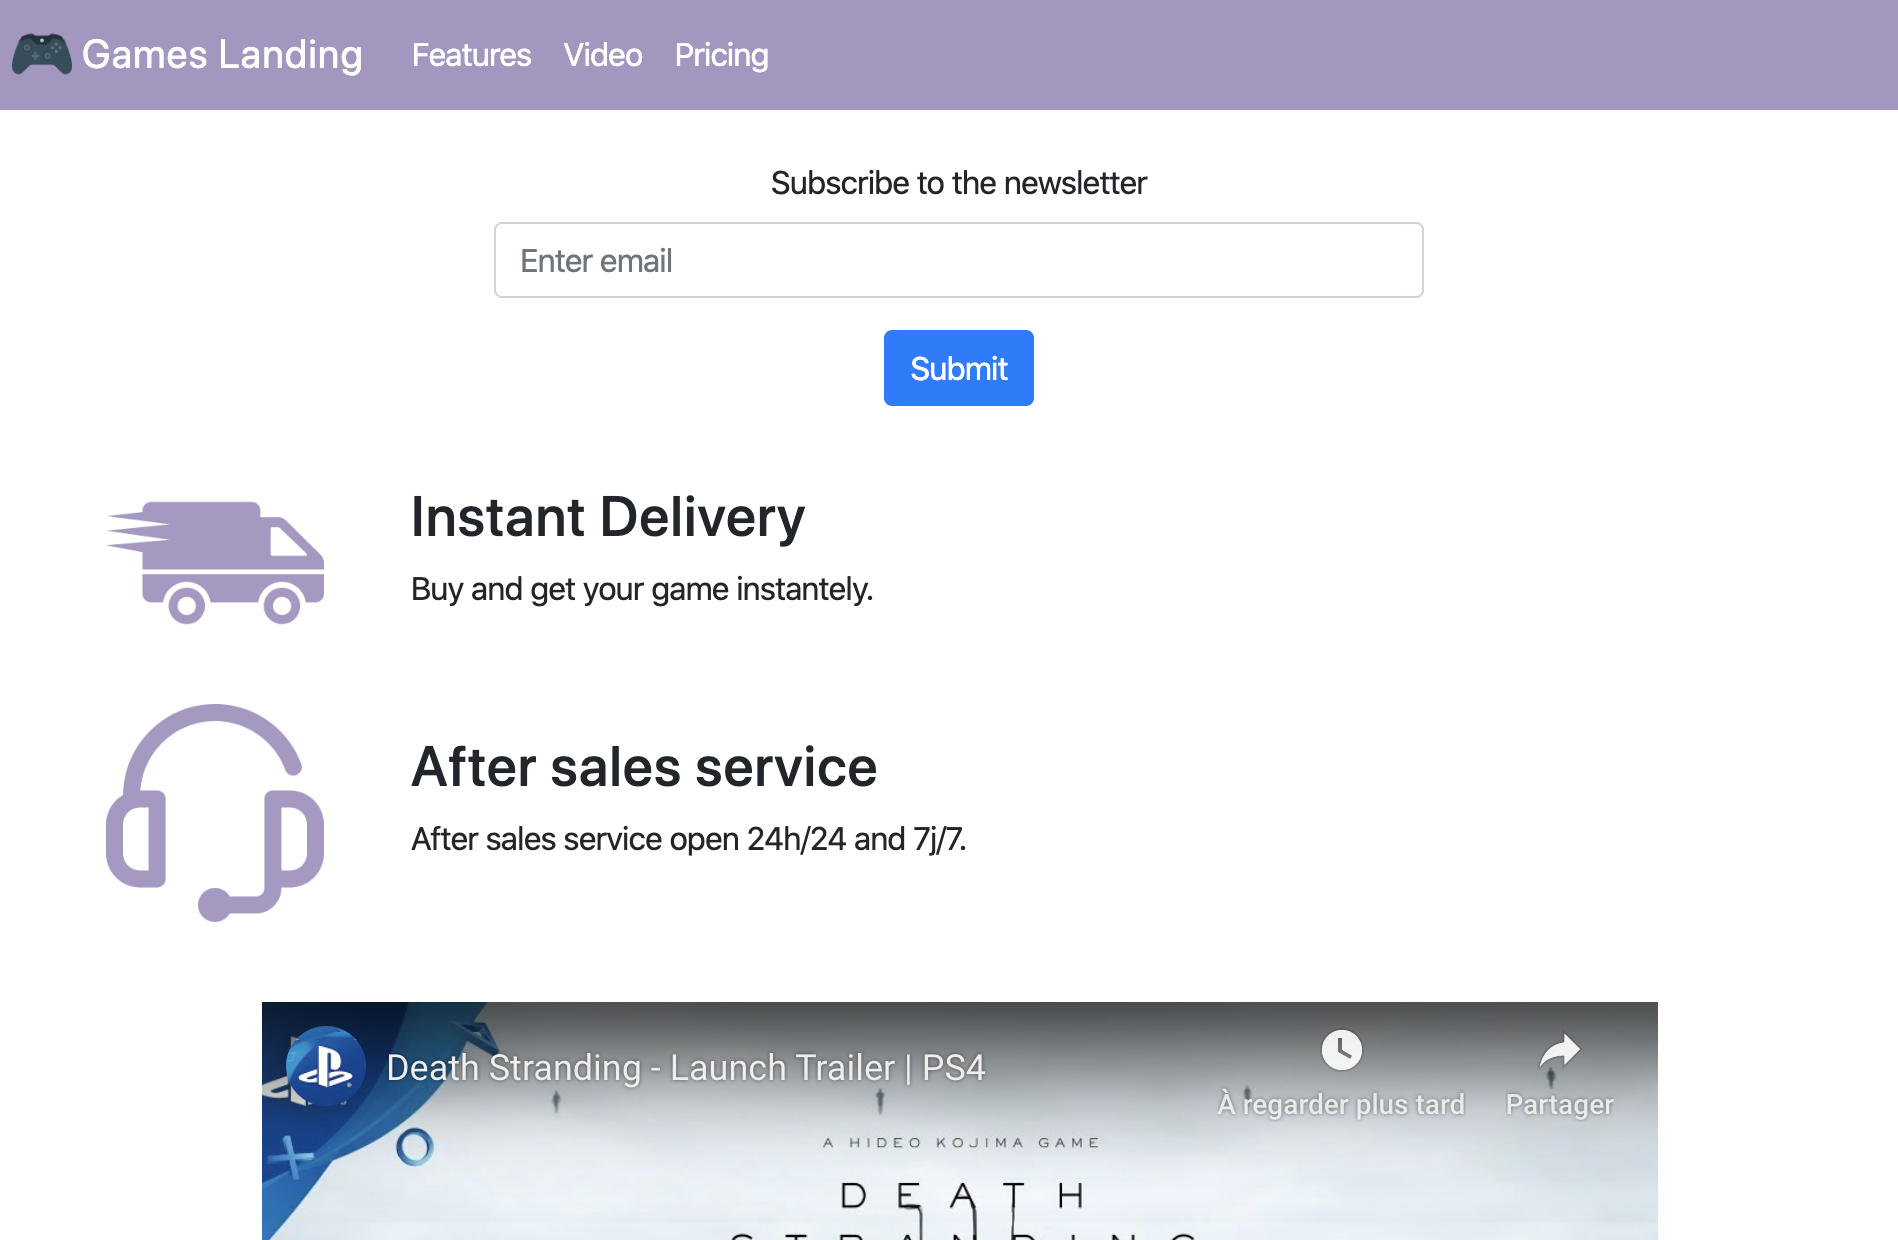 Games Landing Features Video Pricing
Subscribe to the newsletter
Enter email
Submit
Instant Delivery
Buy and get your game instantely.
After sales service
After sales service open 24h/24 and 7j/7.
Death Stranding - Launch Trailer | PS4
À regarder plus tard Partager
A HIDEO KOJIMA GAME
DEATH
STRANDING